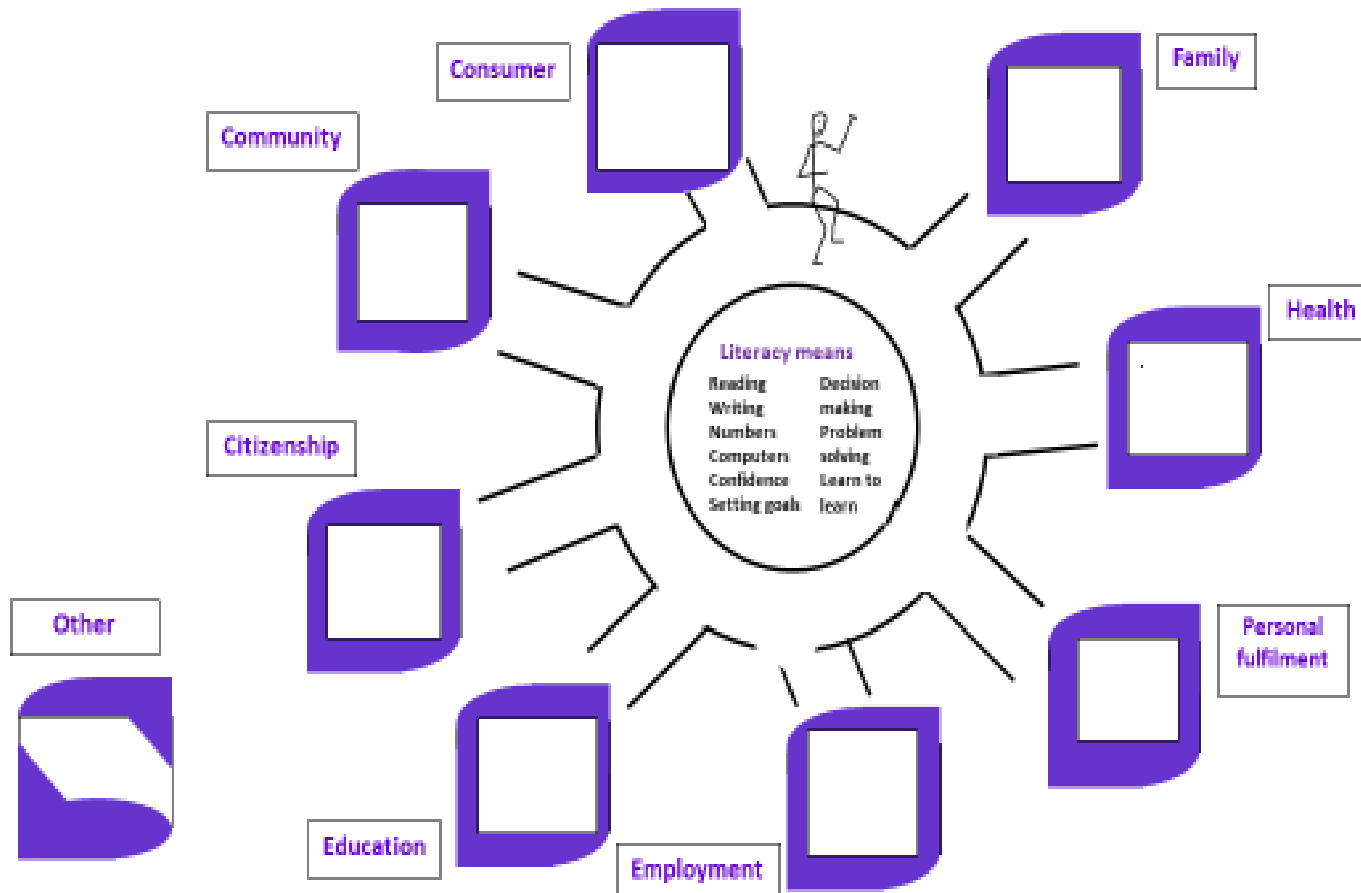 Consumer
Family
Community
Health
Literacy means
Reading
Writing
Numbers
Computers
Confidence
Setting goals
Decision
making
Problem
solving
Learn to
learn
Citizenship
Other
Personal
fulfilment
Education
Employment